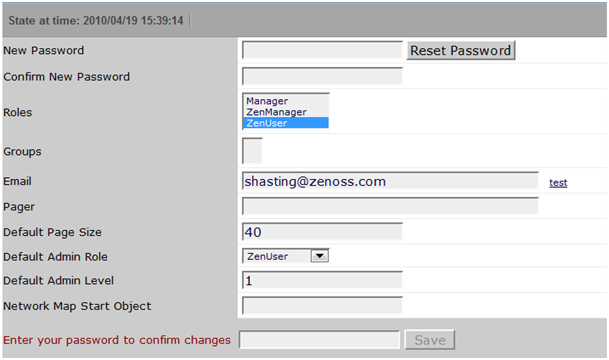 State at time: 2010/04/19 15:39:14
New Password Reset Password
Confirm New Password
Roles
Manager
ZenManager
ZenUser
Groups
Email shasting@zenoss.com test
Pager
Default Page Size 40
Default Admin Role ZenUser
Default Admin Level 1
Network Map Start Object
Enter your password to confirm changes Save